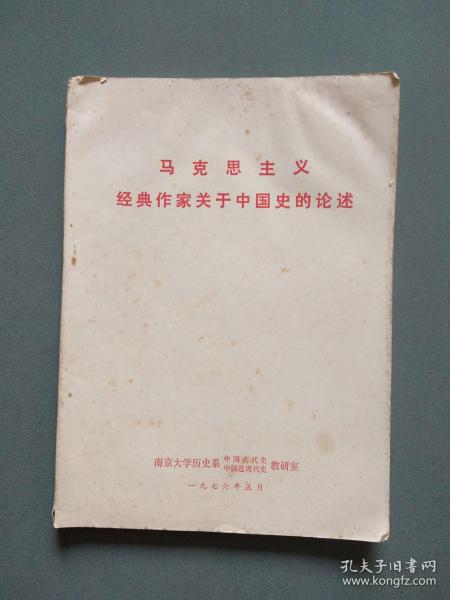 马克思主义
经典作家关于中国史的论述
南京大学历史系 中国古代史 中国近现代史 教研室
一九七六年五月
孔夫子旧书网
www.kongfz.com